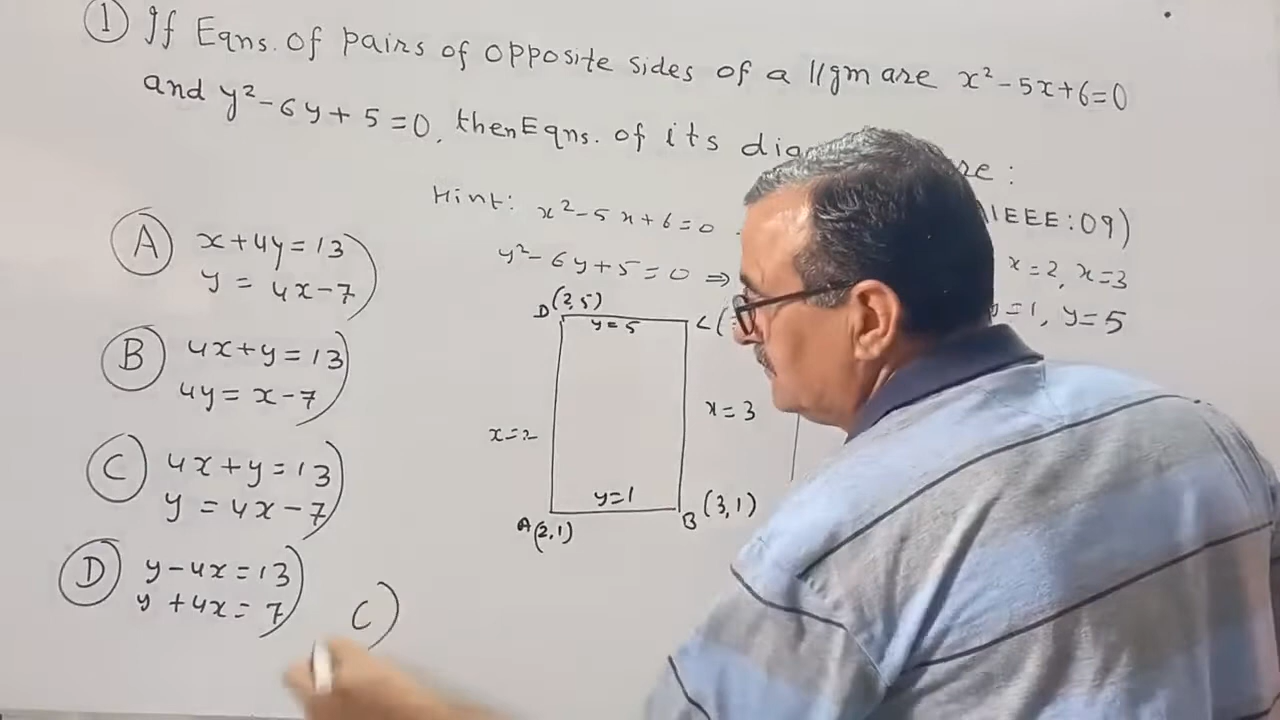 ① If Eqns. of pairs of opposite sides of a //gm are x² - 5x + 6 = 0
and y² - 6y + 5 = 0, then Eqns. of its
(AIEEE: 09)
Hint: x² - 5x + 6 = 0
x = 2, x = 3
y² - 6y + 5 = 0 ⇒
y = 1, y = 5
Ⓐ x + 4y = 13
y = 4x - 7)
Ⓑ 4x + y = 13
4y = x - 7)
Ⓒ 4x + y = 13
y = 4x - 7)
Ⓓ y - 4x = 13
y + 4x = 7)
C)
D (2, 5)
y = 5
C (
x = 2
x = 3
y = 1
A (2, 1)
B (3, 1)